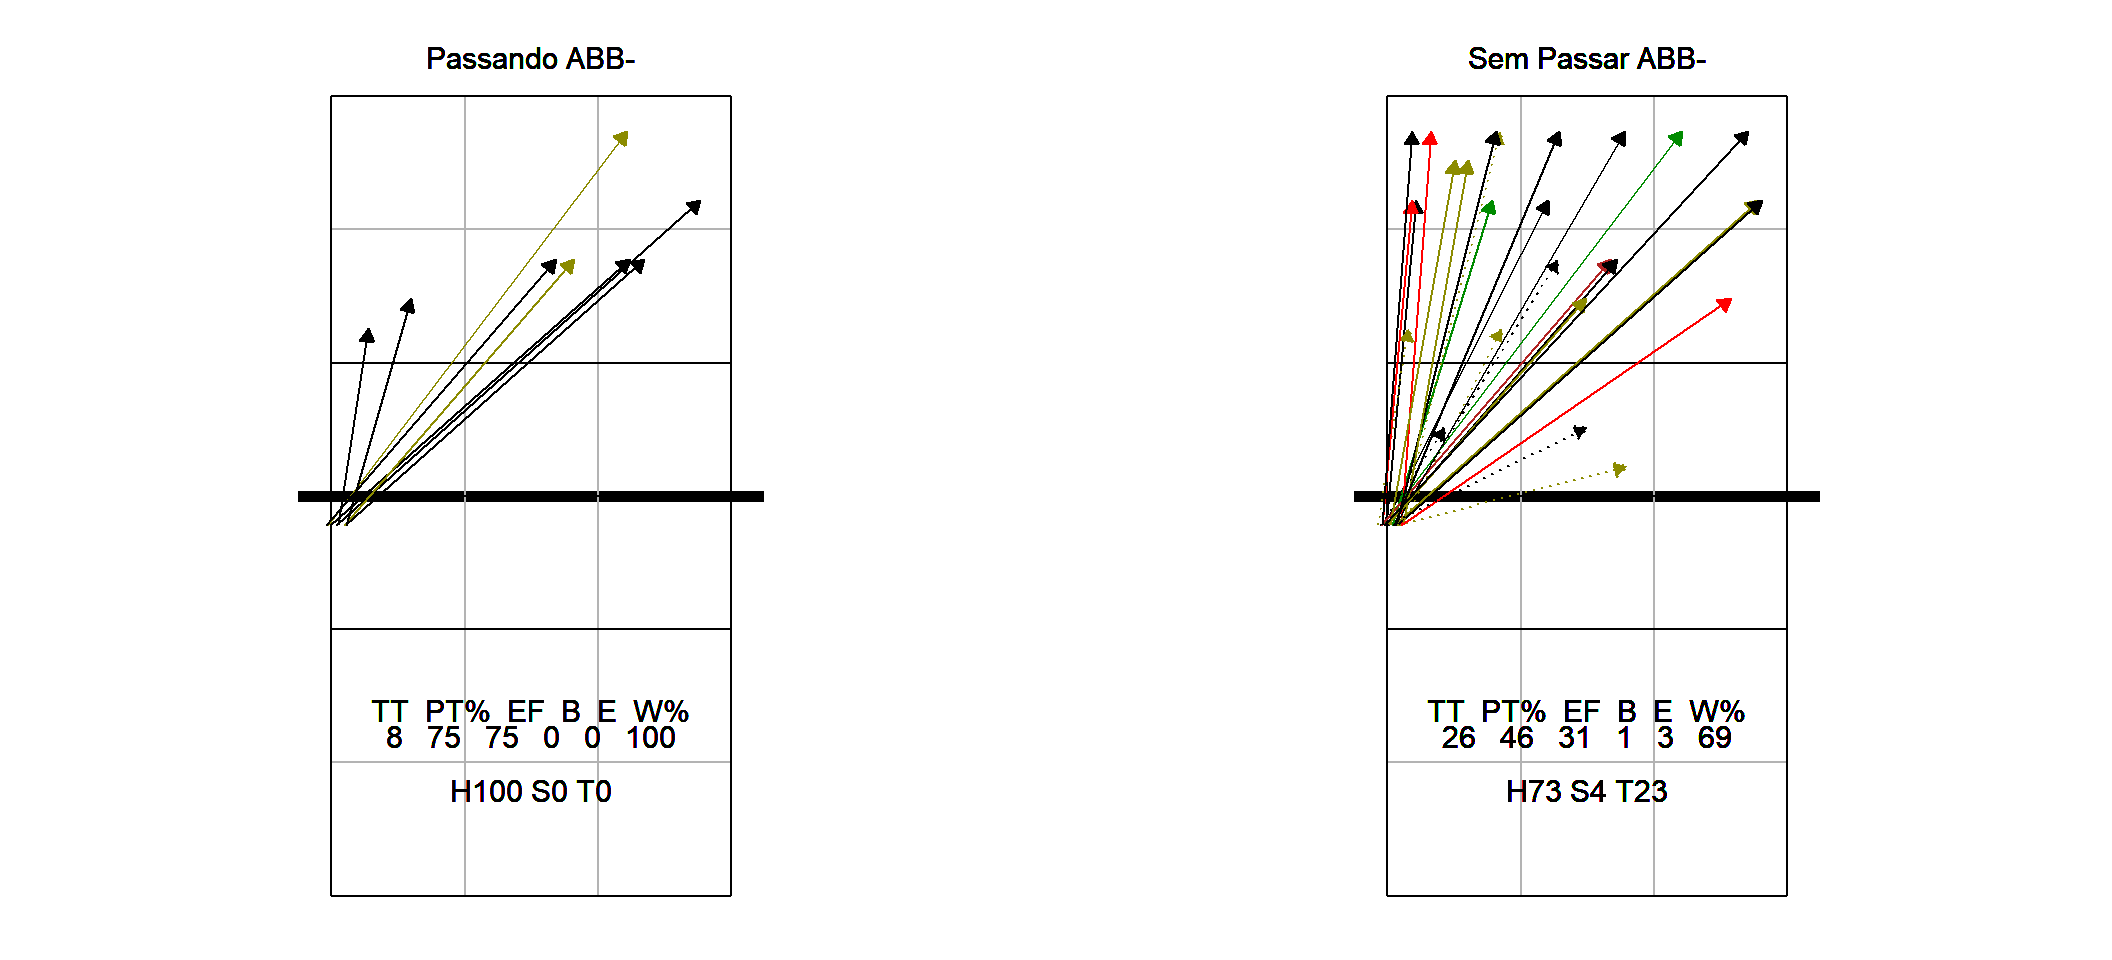 Passando ABB-
TT PT% EF B E W%
8 75 75 0 0 100
H100 S0 T0
Sem Passar ABB-
TT PT% EF B E W%
26 46 31 1 3 69
H73 S4 T23